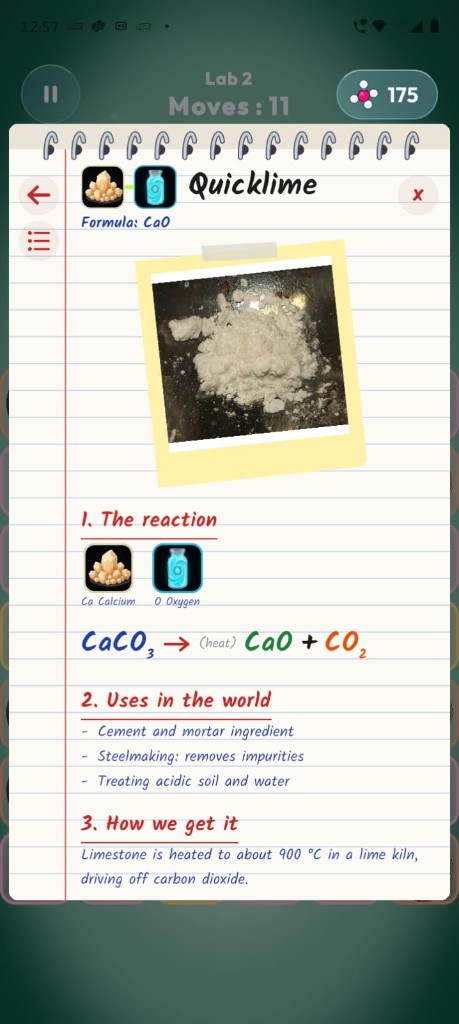 12:57
Lab 2
Moves : 11
175
Quicklime
x
Formula: CaO
1. The reaction
Ca Calcium
O Oxygen
CaCO₃ → (heat) CaO + CO₂
2. Uses in the world
- Cement and mortar ingredient
- Steelmaking: removes impurities
- Treating acidic soil and water
3. How we get it
Limestone is heated to about 900 °C in a lime kiln,
driving off carbon dioxide.